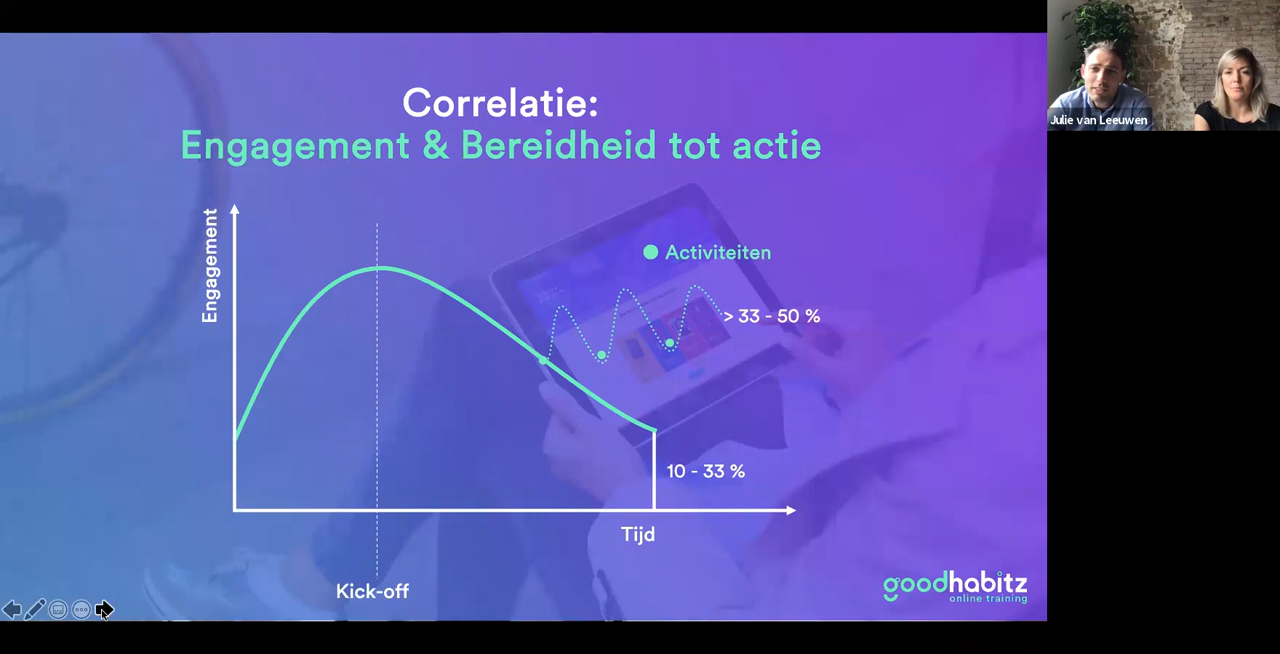 Correlatie:
Engagement & Bereidheid tot actie
Julie van Leeuwen
Engagement
Activiteiten
> 33 - 50 %
10 - 33 %
Tijd
Kick-off
goodhabitz
online training